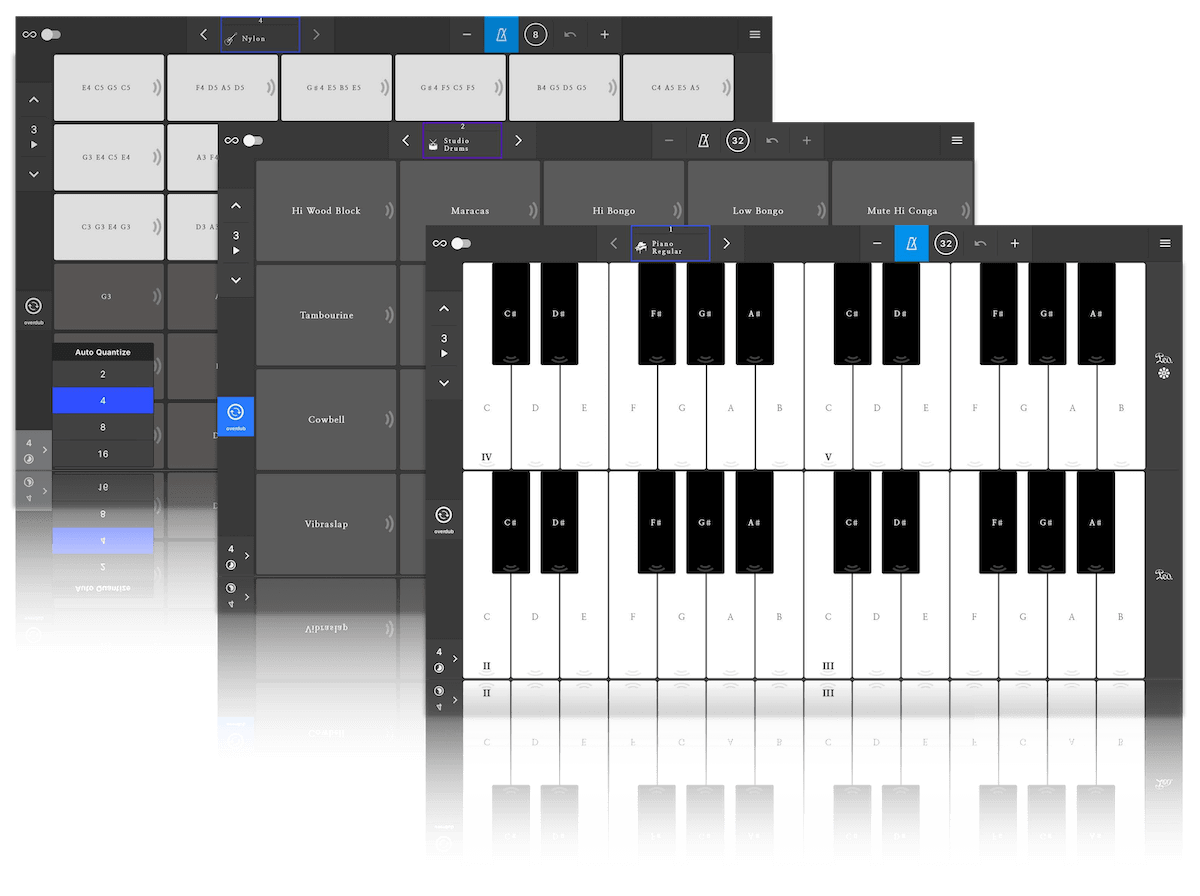 4
Nylon
8
E4 C5 G5 C5
F4 D5 A5 D5
G#4 E5 B5 E5
G#4 F5 C5 F5
B4 G5 D5 G5
C4 A5 E5 A5
3
G3 E4 C5 E4
C3 G3 E4 G3
G3
overdub
Auto Quantize
2
4
8
16
4
2
Studio
Drums
32
3
Hi Wood Block
Maracas
Hi Bongo
Low Bongo
Mute Hi Conga
Tambourine
Cowbell
Vibraslap
overdub
4
1
Piano
Regular
32
3
C# D# F# G# A# C# D# F# G# A#
C D E F G A B C D E F G A B
IV V
C# D# F# G# A# C# D# F# G# A#
C D E F G A B C D E F G A B
II III
overdub
4